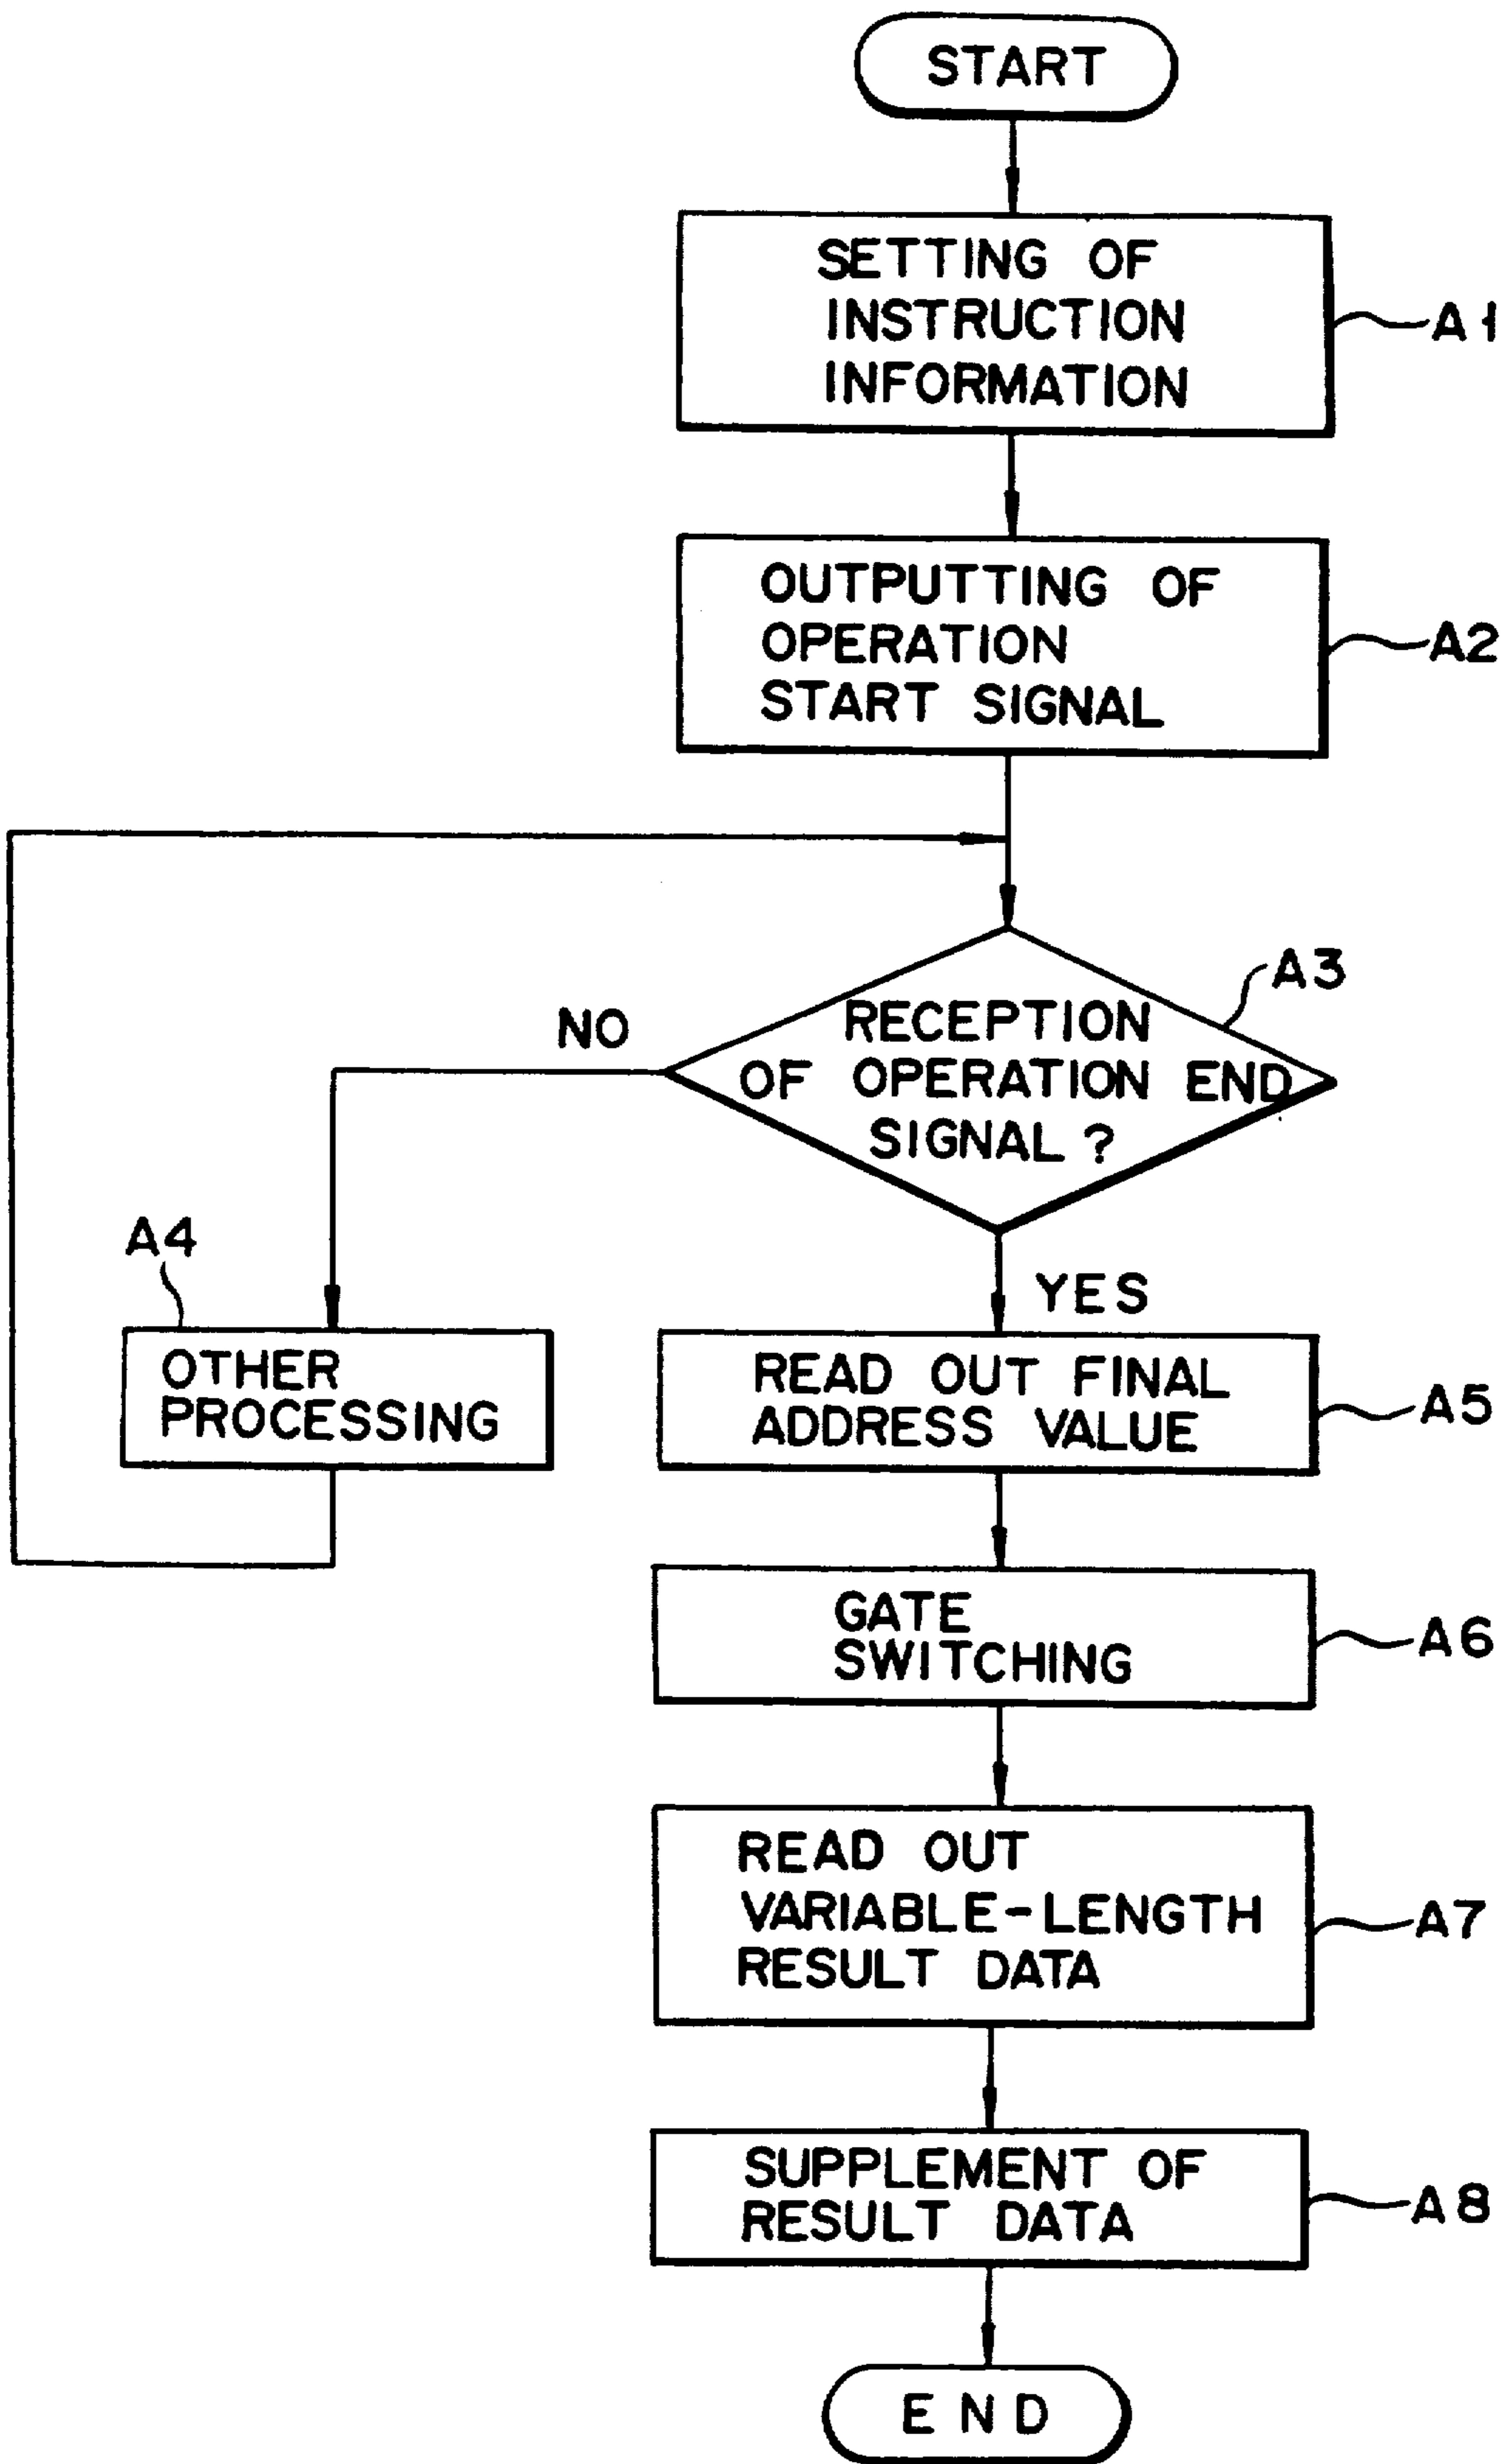 START
SETTING OF
INSTRUCTION
INFORMATION
A1
OUTPUTTING OF
OPERATION
START SIGNAL
A2
A3
RECEPTION
OF OPERATION END
SIGNAL ?
NO
YES
A4
OTHER
PROCESSING
READ OUT FINAL
ADDRESS VALUE
A5
GATE
SWITCHING
A6
READ OUT
VARIABLE-LENGTH
RESULT DATA
A7
SUPPLEMENT OF
RESULT DATA
A8
END